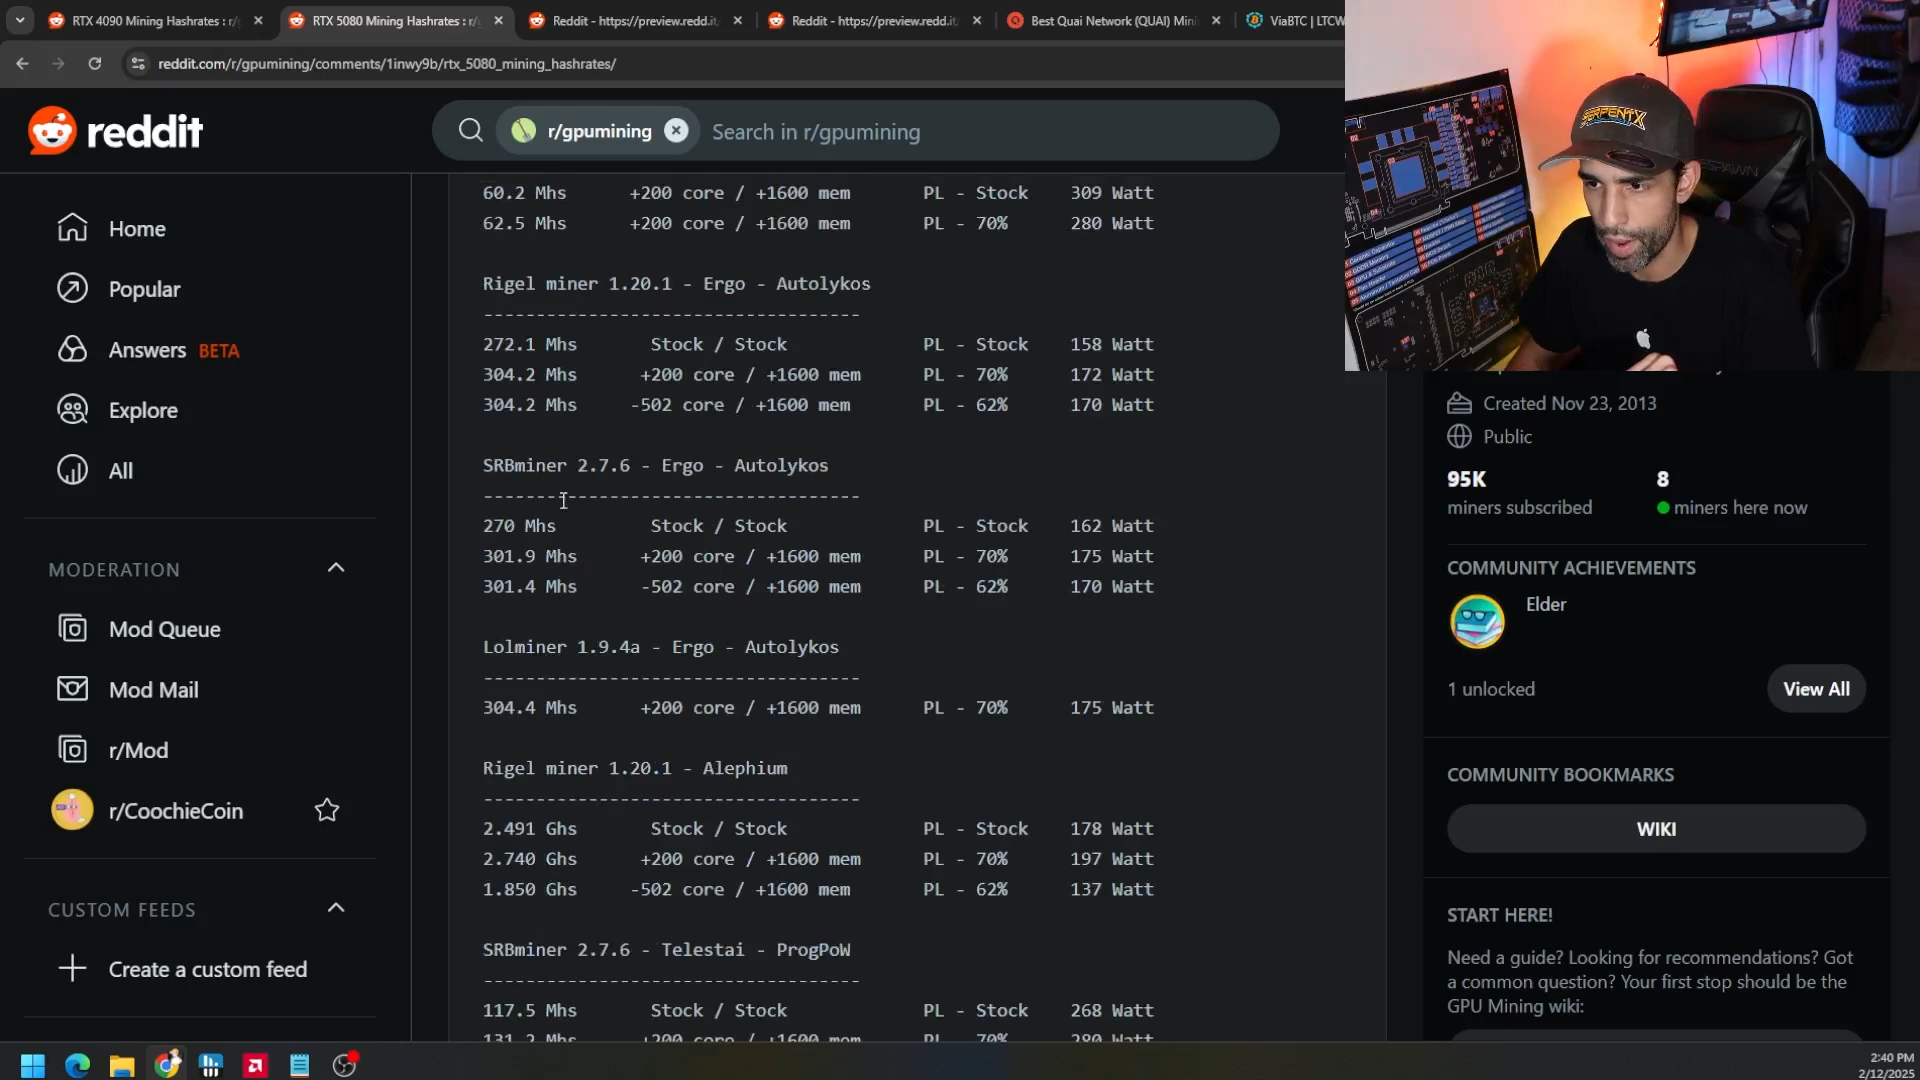 RTX 4090 Mining Hashrates : r/g
RTX 5080 Mining Hashrates : r/
Reddit - https://preview.redd.it/
Reddit - https://preview.redd.it/
Best Quai Network (QUAI) Mini
ViaBTC | LTCW
reddit.com/r/gpumining/comments/1inwy9b/rtx_5080_mining_hashrates/
reddit
r/gpumining
Search in r/gpumining
Home
Popular
Answers BETA
Explore
All
MODERATION
Mod Queue
Mod Mail
r/Mod
r/CoochieCoin
CUSTOM FEEDS
Create a custom feed
60.2 Mhs +200 core / +1600 mem PL - Stock 309 Watt
62.5 Mhs +200 core / +1600 mem PL - 70% 280 Watt
Rigel miner 1.20.1 - Ergo - Autolykos
------------------------------------
272.1 Mhs Stock / Stock PL - Stock 158 Watt
304.2 Mhs +200 core / +1600 mem PL - 70% 172 Watt
304.2 Mhs -502 core / +1600 mem PL - 62% 170 Watt
SRBminer 2.7.6 - Ergo - Autolykos
------------------------------------
270 Mhs Stock / Stock PL - Stock 162 Watt
301.9 Mhs +200 core / +1600 mem PL - 70% 175 Watt
301.4 Mhs -502 core / +1600 mem PL - 62% 170 Watt
Lolminer 1.9.4a - Ergo - Autolykos
------------------------------------
304.4 Mhs +200 core / +1600 mem PL - 70% 175 Watt
Rigel miner 1.20.1 - Alephium
------------------------------------
2.491 Ghs Stock / Stock PL - Stock 178 Watt
2.740 Ghs +200 core / +1600 mem PL - 70% 197 Watt
1.850 Ghs -502 core / +1600 mem PL - 62% 137 Watt
SRBminer 2.7.6 - Telestai - ProgPoW
------------------------------------
117.5 Mhs Stock / Stock PL - Stock 268 Watt
131.2 Mhs +200 core / +1600 mem PL - 70% 280 Watt
SERPENTX
Created Nov 23, 2013
Public
95K
8
miners subscribed
miners here now
COMMUNITY ACHIEVEMENTS
Elder
1 unlocked
View All
COMMUNITY BOOKMARKS
WIKI
START HERE!
Need a guide? Looking for recommendations? Got
a common question? Your first stop should be the
GPU Mining wiki:
2:40 PM
2/12/2025